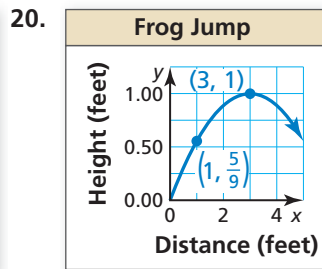 20.
Frog Jump
Height (feet)
y
1.00
0.50
0.00
(3, 1)
(1, 5/9)
0 2 4 x
Distance (feet)